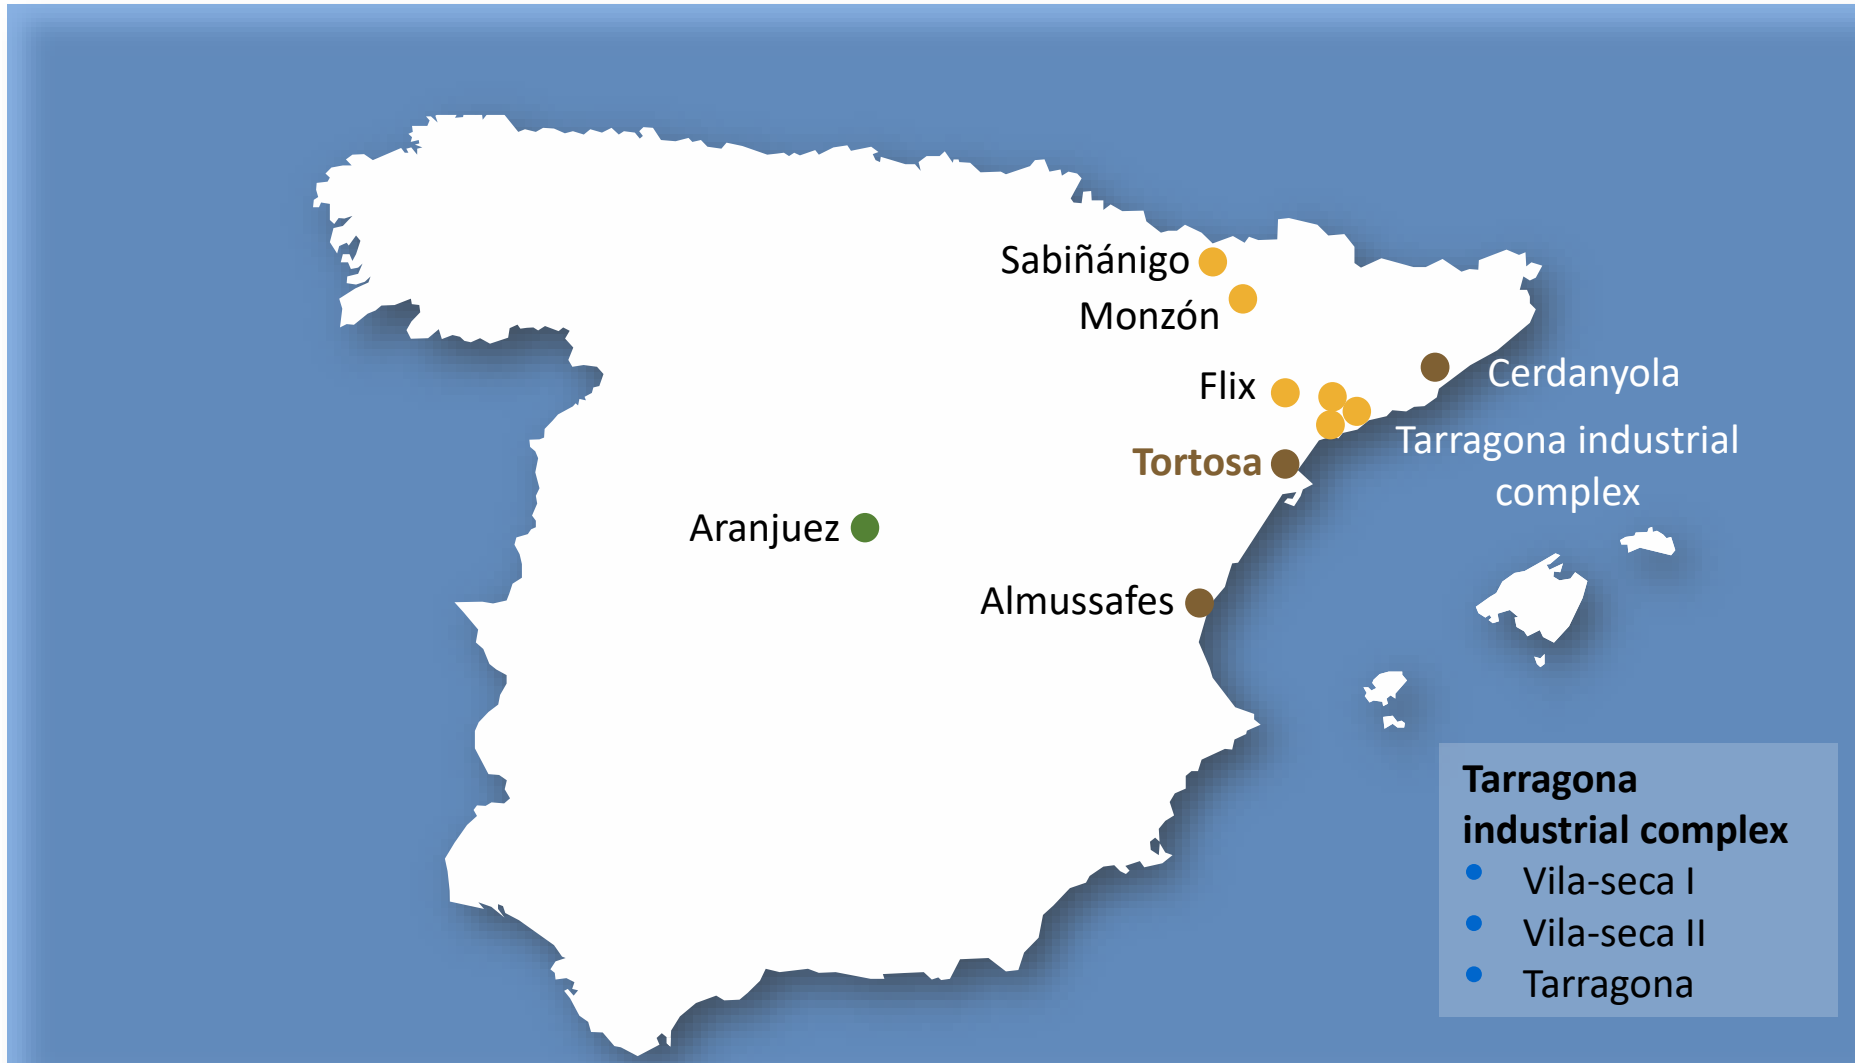 Sabiñánigo
Monzón
Cerdanyola
Flix
Tarragona industrial
complex
Tortosa
Aranjuez
Almussafes
Tarragona
industrial complex
• Vila-seca I
• Vila-seca II
• Tarragona